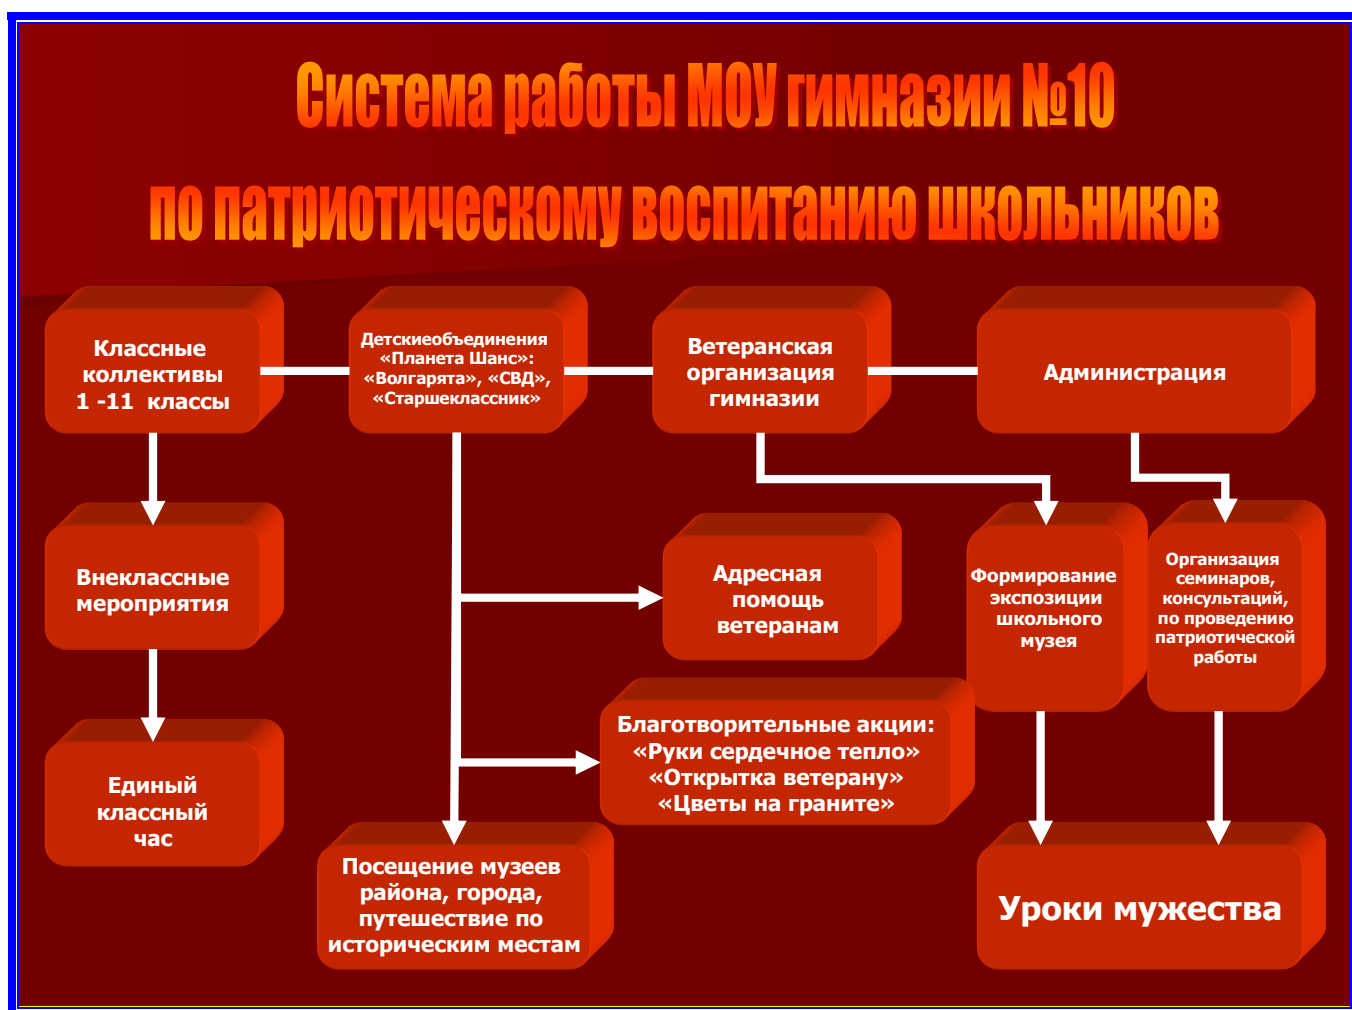 Система работы МОУ гимназии №10
по патриотическому воспитанию школьников
Классные
коллективы
1 -11 классы
Детскиеобъединения
«Планета Шанс»:
«Волгарята», «СВД»,
«Старшеклассник»
Ветеранская
организация
гимназии
Администрация
Внеклассные
мероприятия
Адресная
помощь
ветеранам
Формирование
экспозиции
школьного
музея
Организация
семинаров,
консультаций,
по проведению
патриотической
работы
Благотворительные акции:
«Руки сердечное тепло»
«Открытка ветерану»
«Цветы на граните»
Единый
классный
час
Посещение музеев
района, города,
путешествие по
историческим местам
Уроки мужества